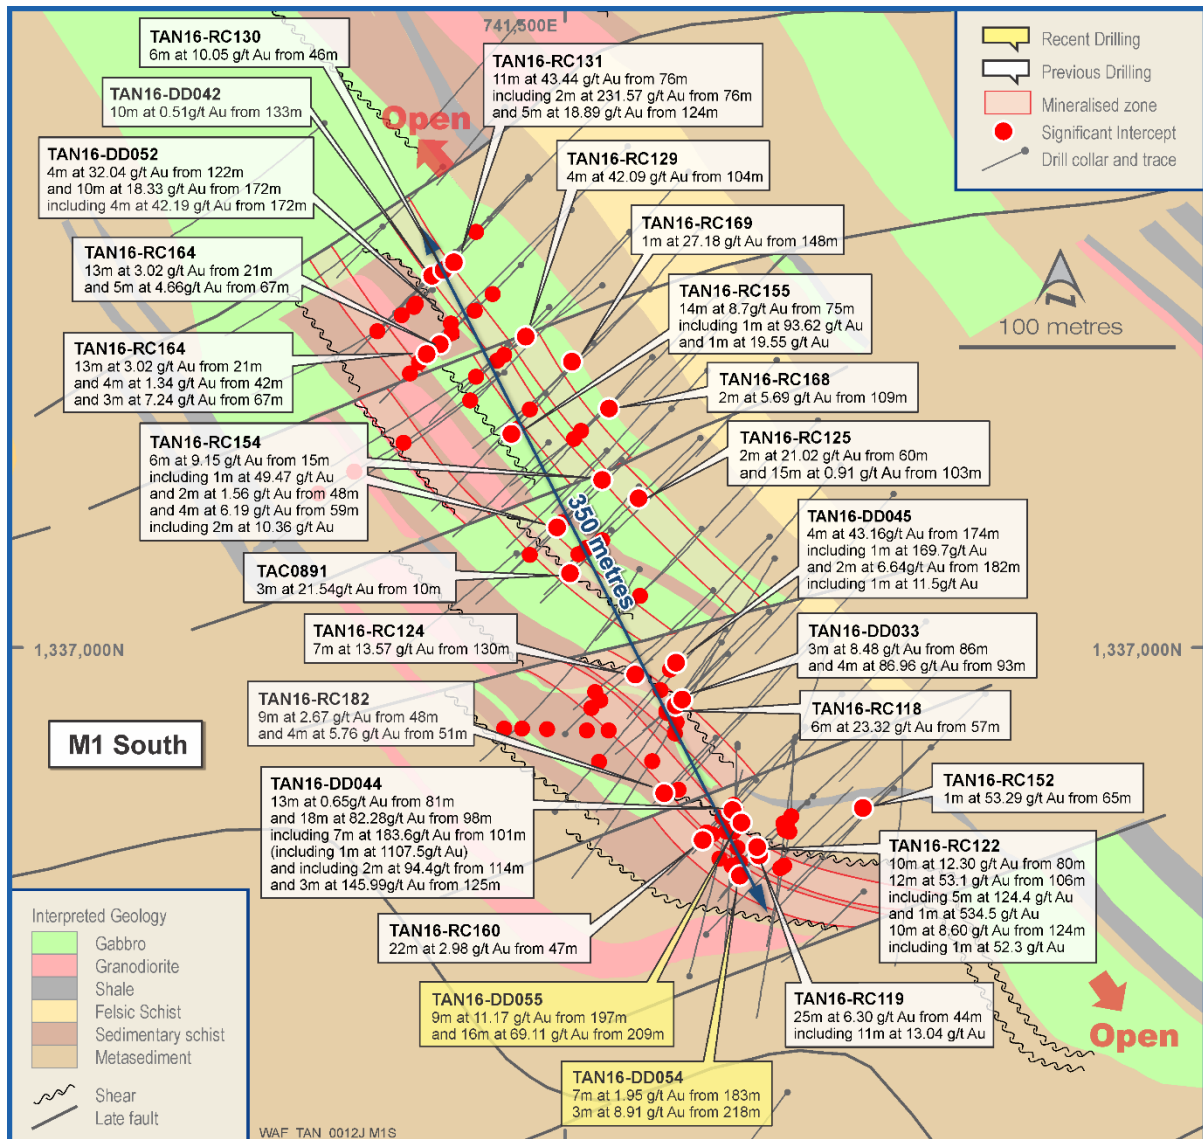 741,500E
TAN16-RC130
6m at 10.05 g/t Au from 46m
TAN16-RC131
11m at 43.44 g/t Au from 76m
including 2m at 231.57 g/t Au from 76m
and 5m at 18.89 g/t Au from 124m
Recent Drilling
Previous Drilling
Mineralised zone
Significant Intercept
Drill collar and trace
TAN16-DD042
10m at 0.51g/t Au from 133m
Open
TAN16-DD052
4m at 32.04 g/t Au from 122m
and 10m at 18.33 g/t Au from 172m
including 4m at 42.19 g/t Au from 172m
TAN16-RC129
4m at 42.09 g/t Au from 104m
TAN16-RC169
1m at 27.18 g/t Au from 148m
TAN16-RC164
13m at 3.02 g/t Au from 21m
and 5m at 4.66g/t Au from 67m
TAN16-RC155
14m at 8.7g/t Au from 75m
including 1m at 93.62 g/t Au
and 1m at 19.55 g/t Au
N
100 metres
TAN16-RC164
13m at 3.02 g/t Au from 21m
and 4m at 1.34 g/t Au from 42m
and 3m at 7.24 g/t Au from 67m
TAN16-RC168
2m at 5.69 g/t Au from 109m
TAN16-RC154
6m at 9.15 g/t Au from 15m
including 1m at 49.47 g/t Au
and 2m at 1.56 g/t Au from 48m
and 4m at 6.19 g/t Au from 59m
including 2m at 10.36 g/t Au
TAN16-RC125
2m at 21.02 g/t Au from 60m
and 15m at 0.91 g/t Au from 103m
350 metres
TAN16-DD045
4m at 43.16g/t Au from 174m
including 1m at 169.7g/t Au
and 2m at 6.64g/t Au from 182m
including 1m at 11.5g/t Au
TAC0891
3m at 21.54g/t Au from 10m
TAN16-RC124
7m at 13.57 g/t Au from 130m
TAN16-DD033
3m at 8.48 g/t Au from 86m
and 4m at 86.96 g/t Au from 93m
1,337,000N
1,337,000N
TAN16-RC182
9m at 2.67 g/t Au from 48m
and 4m at 5.76 g/t Au from 51m
TAN16-RC118
6m at 23.32 g/t Au from 57m
M1 South
TAN16-DD044
13m at 0.65g/t Au from 81m
and 18m at 82.28g/t Au from 98m
including 7m at 183.6g/t Au from 101m
(including 1m at 1107.5g/t Au)
and including 2m at 94.4g/t from 114m
and 3m at 145.99g/t Au from 125m
TAN16-RC152
1m at 53.29 g/t Au from 65m
TAN16-RC122
10m at 12.30 g/t Au from 80m
12m at 53.1 g/t Au from 106m
including 5m at 124.4 g/t Au
and 1m at 534.5 g/t Au
10m at 8.60 g/t Au from 124m
including 1m at 52.3 g/t Au
TAN16-RC160
22m at 2.98 g/t Au from 47m
TAN16-DD055
9m at 11.17 g/t Au from 197m
and 16m at 69.11 g/t Au from 209m
TAN16-RC119
25m at 6.30 g/t Au from 44m
including 11m at 13.04 g/t Au
Open
TAN16-DD054
7m at 1.95 g/t Au from 183m
3m at 8.91 g/t Au from 218m
Interpreted Geology
Gabbro
Granodiorite
Shale
Felsic Schist
Sedimentary schist
Metasediment
Shear
Late fault
WAF_TAN_0012J M1S